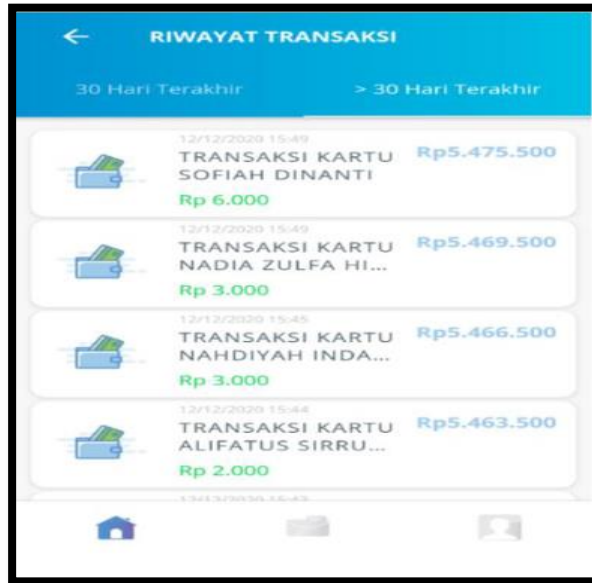 RIWAYAT TRANSAKSI
30 Hari Terakhir
> 30 Hari Terakhir
12/12/2020 15:49
TRANSAKSI KARTU
SOFIAH DINANTI
Rp5.475.500
Rp 6.000
12/12/2020 15:49
TRANSAKSI KARTU
NADIA ZULFA HI...
Rp5.469.500
Rp 3.000
12/12/2020 15:45
TRANSAKSI KARTU
NAHDIYAH INDA...
Rp5.466.500
Rp 3.000
12/12/2020 15:44
TRANSAKSI KARTU
ALIFATUS SIRRU...
Rp5.463.500
Rp 2.000